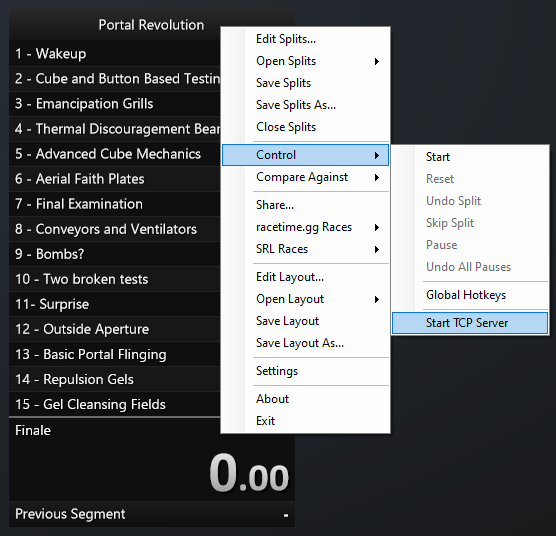 Portal Revolution
1 - Wakeup
2 - Cube and Button Based Testin
3 - Emancipation Grills
4 - Thermal Discouragement Bear
5 - Advanced Cube Mechanics
6 - Aerial Faith Plates
7 - Final Examination
8 - Conveyors and Ventilators
9 - Bombs?
10 - Two broken tests
11- Surprise
12 - Outside Aperture
13 - Basic Portal Flinging
14 - Repulsion Gels
15 - Gel Cleansing Fields
Finale
0.00
Previous Segment -
Edit Splits...
Open Splits
Save Splits
Save Splits As...
Close Splits
Control
Compare Against
Share...
racetime.gg Races
SRL Races
Edit Layout...
Open Layout
Save Layout
Save Layout As...
Settings
About
Exit
Start
Reset
Undo Split
Skip Split
Pause
Undo All Pauses
Global Hotkeys
Start TCP Server